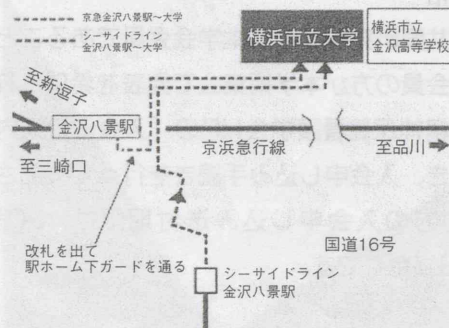 京急金沢八景駅~大学
シーサイドライン
金沢八景駅~大学
横浜市立大学
横浜市立
金沢高等学校
至新逗子
金沢八景駅
京浜急行線
至品川
至三崎口
改札を出て
駅ホーム下ガードを通る
国道16号
シーサイドライン
金沢八景駅